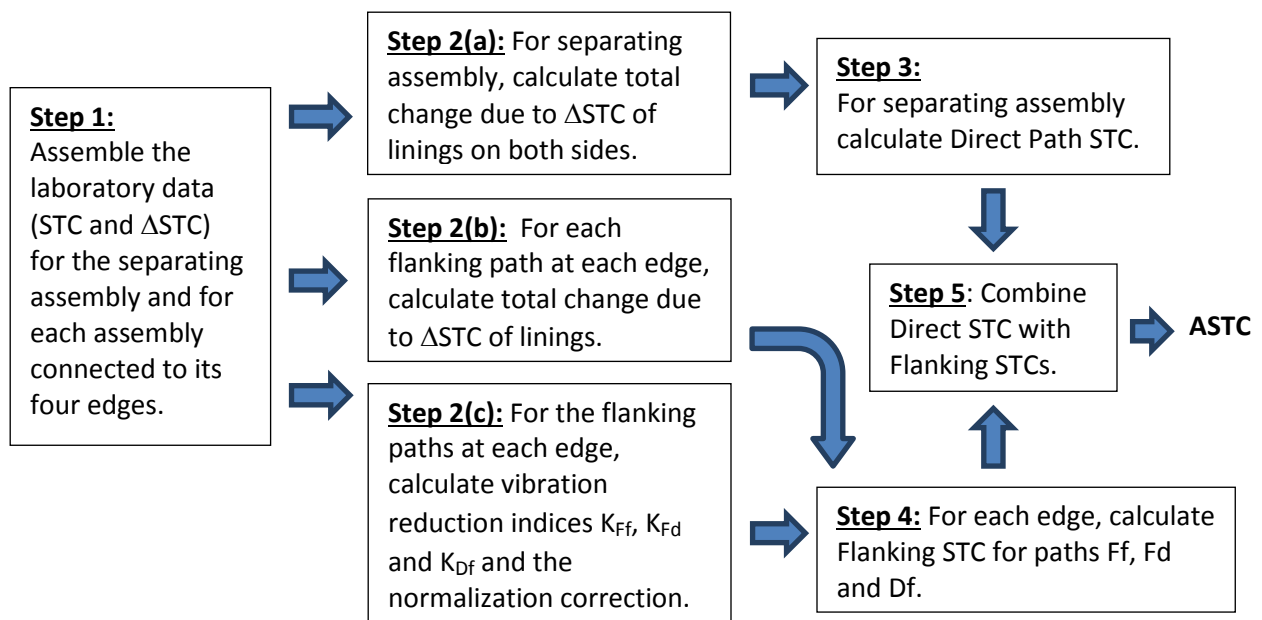 Step 1:
Assemble the
laboratory data
(STC and ΔSTC)
for the separating
assembly and for
each assembly
connected to its
four edges.
Step 2(a): For separating
assembly, calculate total
change due to ΔSTC of
linings on both sides.
Step 2(b): For each
flanking path at each edge,
calculate total change due
to ΔSTC of linings.
Step 2(c): For the flanking
paths at each edge,
calculate vibration
reduction indices KFf, KFd
and KDf and the
normalization correction.
Step 3:
For separating assembly
calculate Direct Path STC.
Step 4: For each edge, calculate
Flanking STC for paths Ff, Fd
and Df.
Step 5: Combine
Direct STC with
Flanking STCs.
ASTC